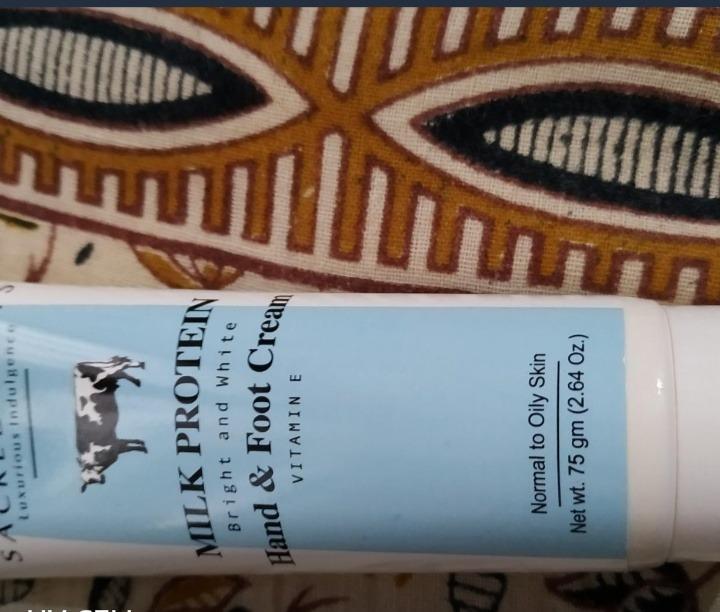 Luxurious Indulgence
MILK PROTEIN
Bright and White
Hand & Foot Cream
VITAMIN E
Normal to Oily Skin
Net wt. 75 gm (2.64 Oz.)